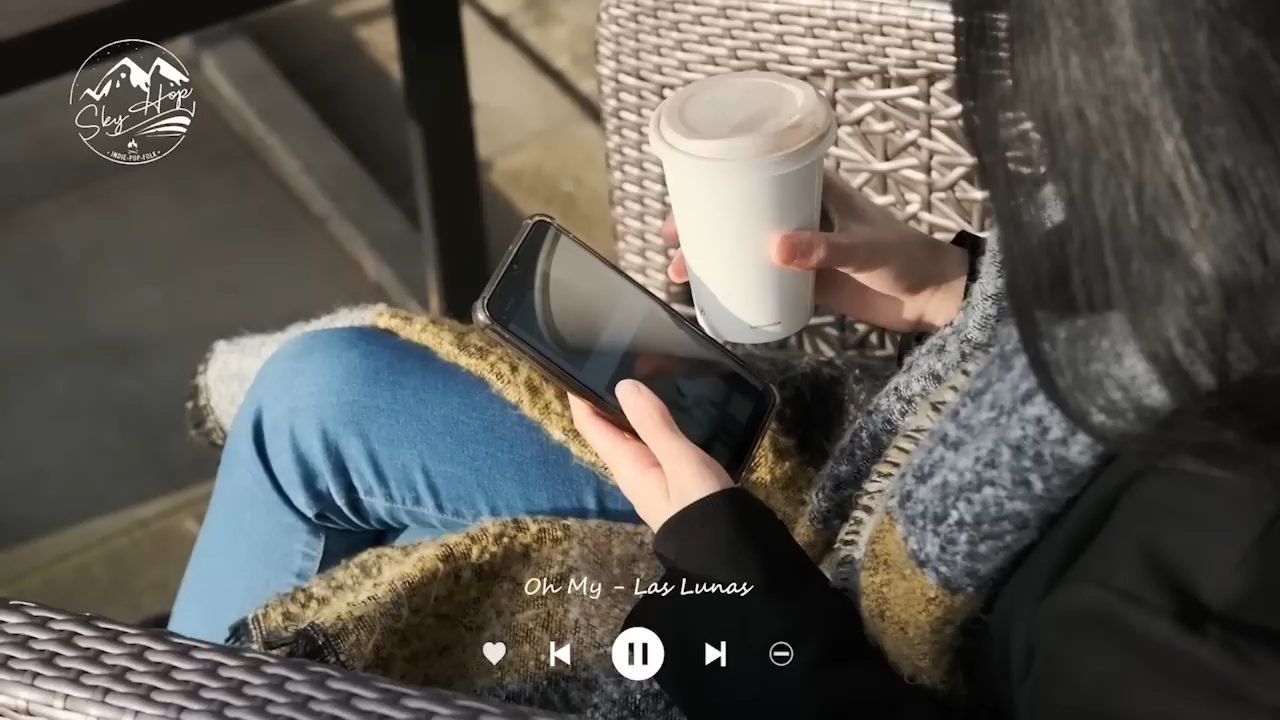 Sky Hop
• INDIE-POP-FOLK •
Oh My - Las Lunas